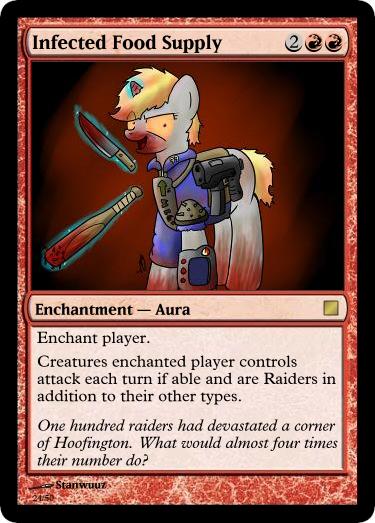 Infected Food Supply 2
Enchantment — Aura
Enchant player.
Creatures enchanted player controls
attack each turn if able and are Raiders in
addition to their other types.
One hundred raiders had devastated a corner
of Hoofington. What would almost four times
their number do?
Stanwuuz
24/50